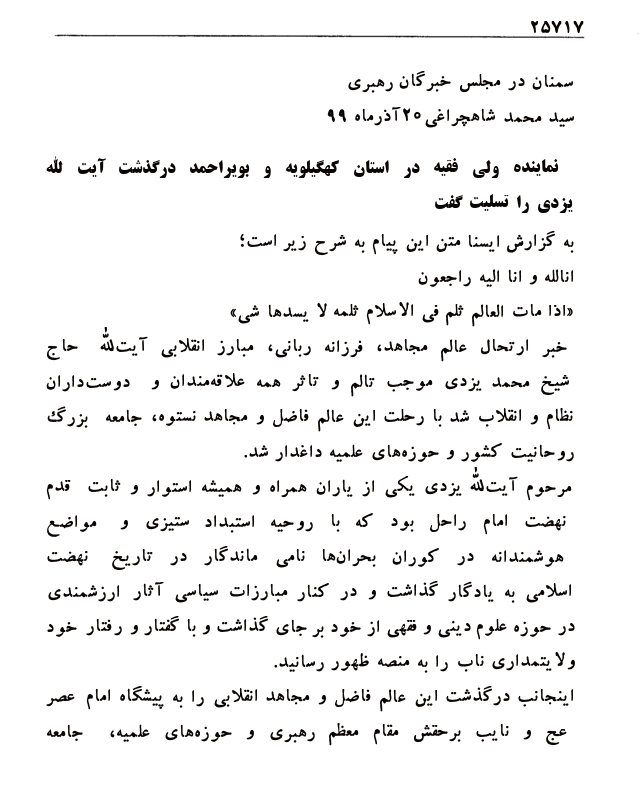 ۲۵۷۱۷
سمنان در مجلس خبرگان رهبری
سید محمد شاهچراغی ۲۵ آذرماه ۹۹
نماینده ولی فقیه در استان کهگیلویه و بویراحمد درگذشت آیت لله
یزدی را تسلیت گفت
به گزارش ایسنا متن این پیام به شرح زیر است؛
انالله و انا الیه راجعون
«اذا مات العالم ثلم فی الاسلام ثلمه لا یسدها شی»
خبر ارتحال عالم مجاهد، فرزانه ربانی، مبارز انقلابی آیت‌لله حاج
شیخ محمد یزدی موجب تالم و تاثر همه علاقه‌مندان و دوست‌داران
نظام و انقلاب شد با رحلت این عالم فاضل و مجاهد نستوه، جامعه بزرگ
روحانیت کشور و حوزه‌های علمیه داغدار شد.
مرحوم آیت‌لله یزدی یکی از یاران همراه و همیشه استوار و ثابت قدم
نهضت امام راحل بود که با روحیه استبداد ستیزی و مواضع
هوشمندانه در کوران بحران‌ها نامی ماندگار در تاریخ نهضت
اسلامی به یادگار گذاشت و در کنار مبارزات سیاسی آثار ارزشمندی
در حوزه علوم دینی و فقهی از خود بر جای گذاشت و با گفتار و رفتار خود
ولایتمداری ناب را به منصه ظهور رسانید.
اینجانب درگذشت این عالم فاضل و مجاهد انقلابی را به پیشگاه امام عصر
عج و نایب برحقش مقام معظم رهبری و حوزه‌های علمیه، جامعه